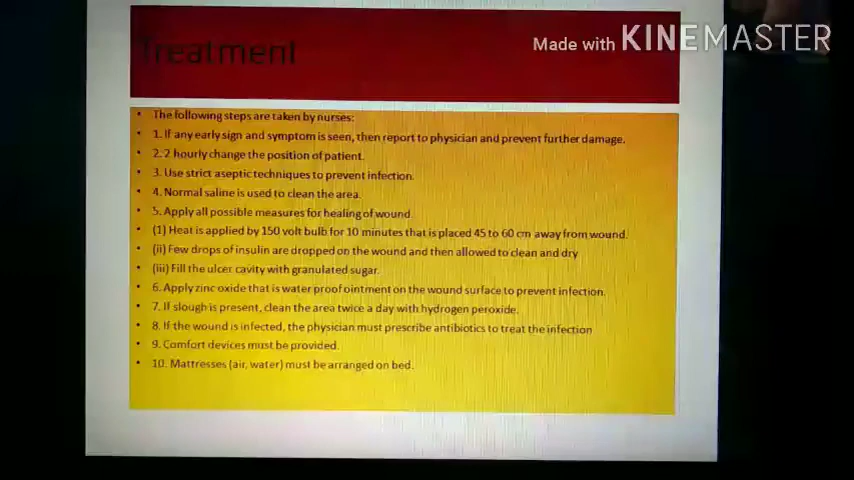 Treatment
Made with KINEMASTER
• The following steps are taken by nurses:
• 1. If any early sign and symptom is seen, then report to physician and prevent further damage.
• 2. 2 hourly change the position of patient.
• 3. Use strict aseptic techniques to prevent infection.
• 4. Normal saline is used to clean the area.
• 5. Apply all possible measures for healing of wound.
• (1) Heat is applied by 150 volt bulb for 10 minutes that is placed 45 to 60 cm away from wound.
• (ii) Few drops of insulin are dropped on the wound and then allowed to clean and dry
• (iii) Fill the ulcer cavity with granulated sugar.
• 6. Apply zinc oxide that is water proof ointment on the wound surface to prevent infection.
• 7. If slough is present, clean the area twice a day with hydrogen peroxide.
• 8. If the wound is infected, the physician must prescribe antibiotics to treat the infection
• 9. Comfort devices must be provided.
• 10. Mattresses (air, water) must be arranged on bed.